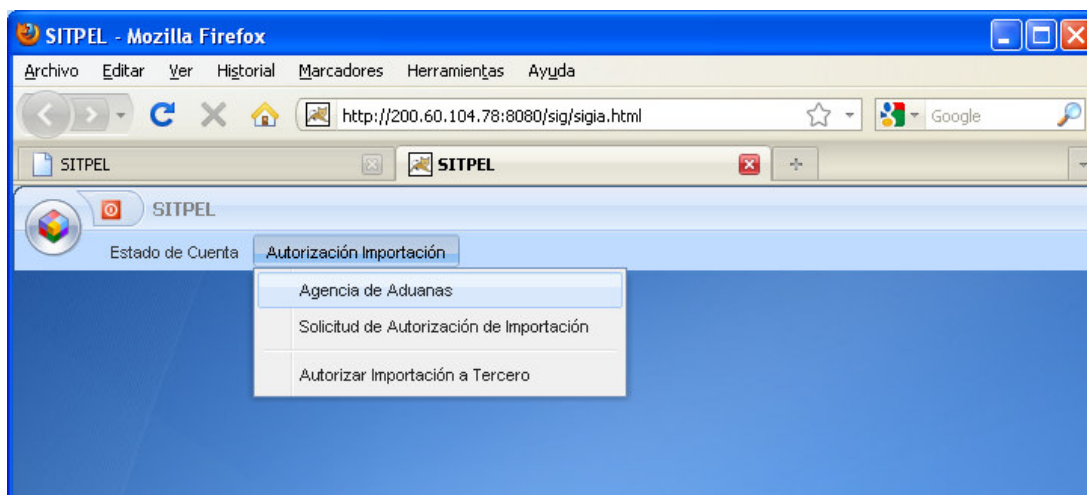 SITPEL - Mozilla Firefox
Archivo Editar Ver Historial Marcadores Herramientas Ayuda
http://200.60.104.78:8080/sig/sigia.html Google
SITPEL SITPEL
SITPEL
Estado de Cuenta Autorización Importación
Agencia de Aduanas
Solicitud de Autorización de Importación
Autorizar Importación a Tercero